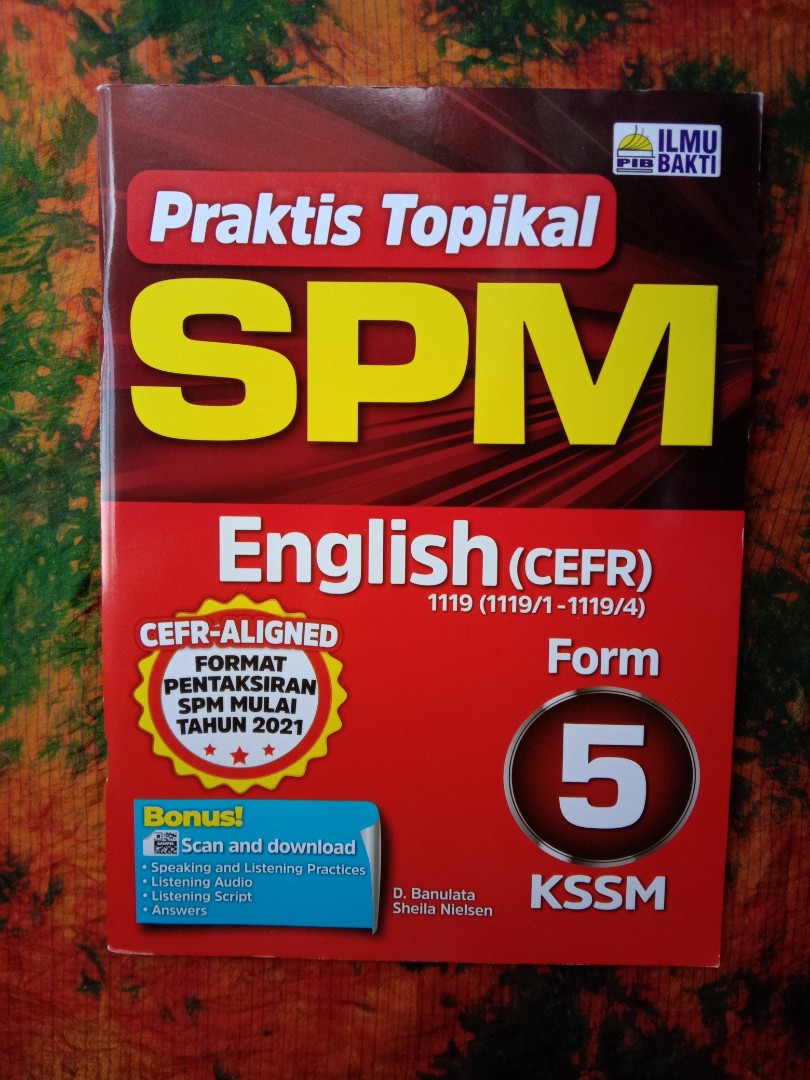 PIB ILMU
BAKTI
Praktis Topikal
SPM
English (CEFR)
1119 (1119/1 - 1119/4)
CEFR-ALIGNED
FORMAT
PENTAKSIRAN
SPM MULAI
TAHUN 2021
Form
5
KSSM
Bonus!
Scan and download
• Speaking and Listening Practices
• Listening Audio
• Listening Script
• Answers
D. Banulata
Sheila Nielsen